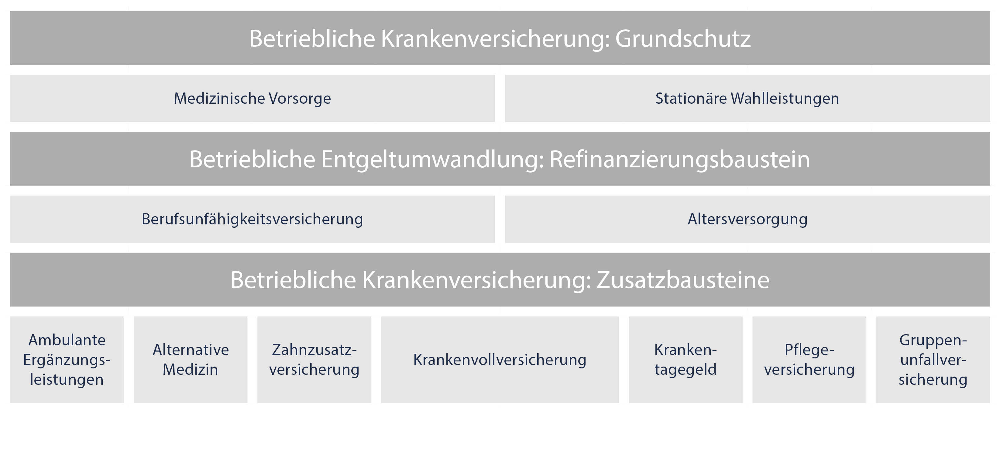 Betriebliche Krankenversicherung: Grundschutz
Medizinische Vorsorge
Stationäre Wahlleistungen
Betriebliche Entgeltumwandlung: Refinanzierungsbaustein
Berufsunfähigkeitsversicherung
Altersversorgung
Betriebliche Krankenversicherung: Zusatzbausteine
Ambulante
Ergänzungs-
leistungen
Alternative
Medizin
Zahnzusatz-
versicherung
Krankenvollversicherung
Kranken-
tagegeld
Pflege-
versicherung
Gruppen-
unfallver-
sicherung